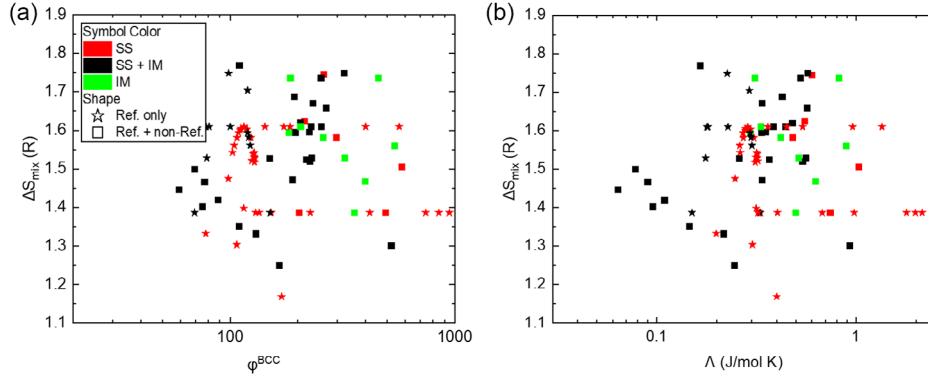 (a)
Symbol Color
SS
SS + IM
IM
Shape
Ref. only
Ref. + non-Ref.
ΔSmix (R)
1.9
1.8
1.7
1.6
1.5
1.4
1.3
1.2
1.1
100
1000
φBCC
(b)
ΔSmix (R)
1.9
1.8
1.7
1.6
1.5
1.4
1.3
1.2
1.1
0.1
1
Λ (J/mol K)